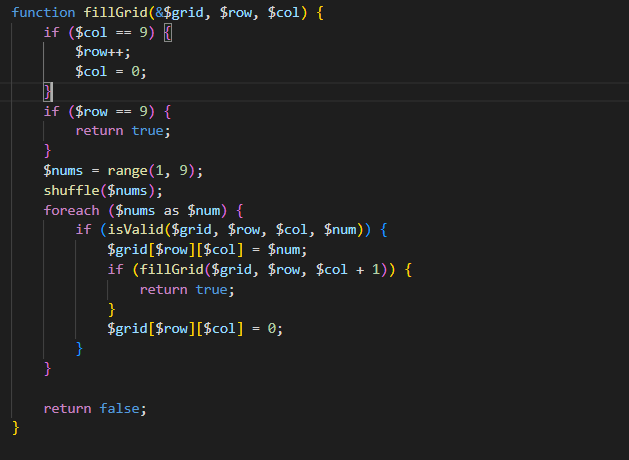 function fillGrid(&$grid, $row, $col) {
    if ($col == 9) {
        $row++;
        $col = 0;
    }
    if ($row == 9) {
        return true;
    }
    $nums = range(1, 9);
    shuffle($nums);
    foreach ($nums as $num) {
        if (isValid($grid, $row, $col, $num)) {
            $grid[$row][$col] = $num;
            if (fillGrid($grid, $row, $col + 1)) {
                return true;
            }
            $grid[$row][$col] = 0;
        }
    }

    return false;
}